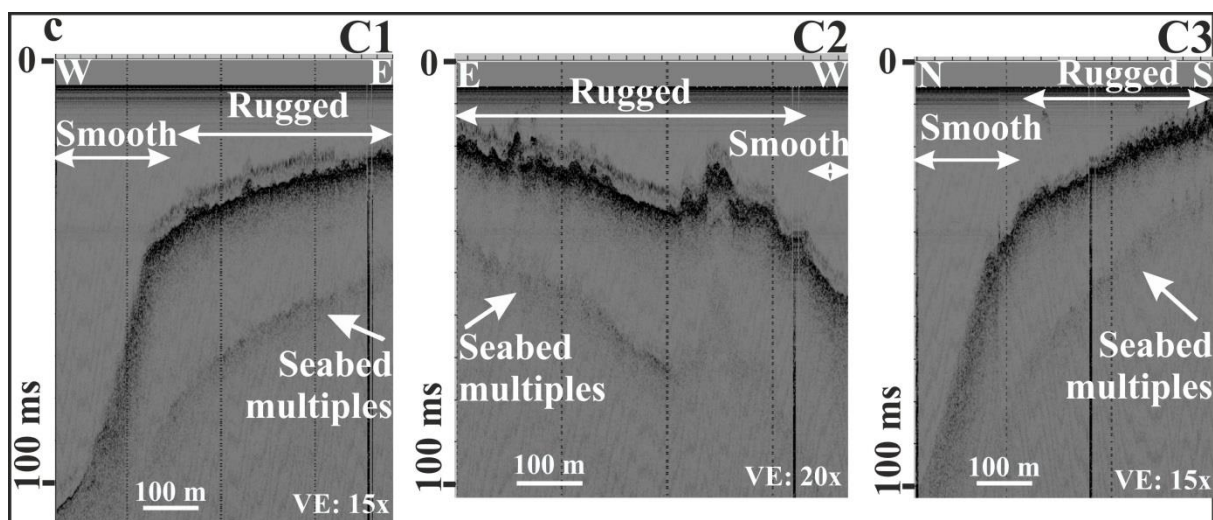 c
C1
0
W
E
Rugged
Smooth
Seabed
multiples
100 ms
100 m
VE: 15x
C2
0
E
W
Rugged
Smooth
Seabed
multiples
100 ms
100 m
VE: 20x
C3
0
N
S
Rugged
Smooth
Seabed
multiples
100 ms
100 m
VE: 15x